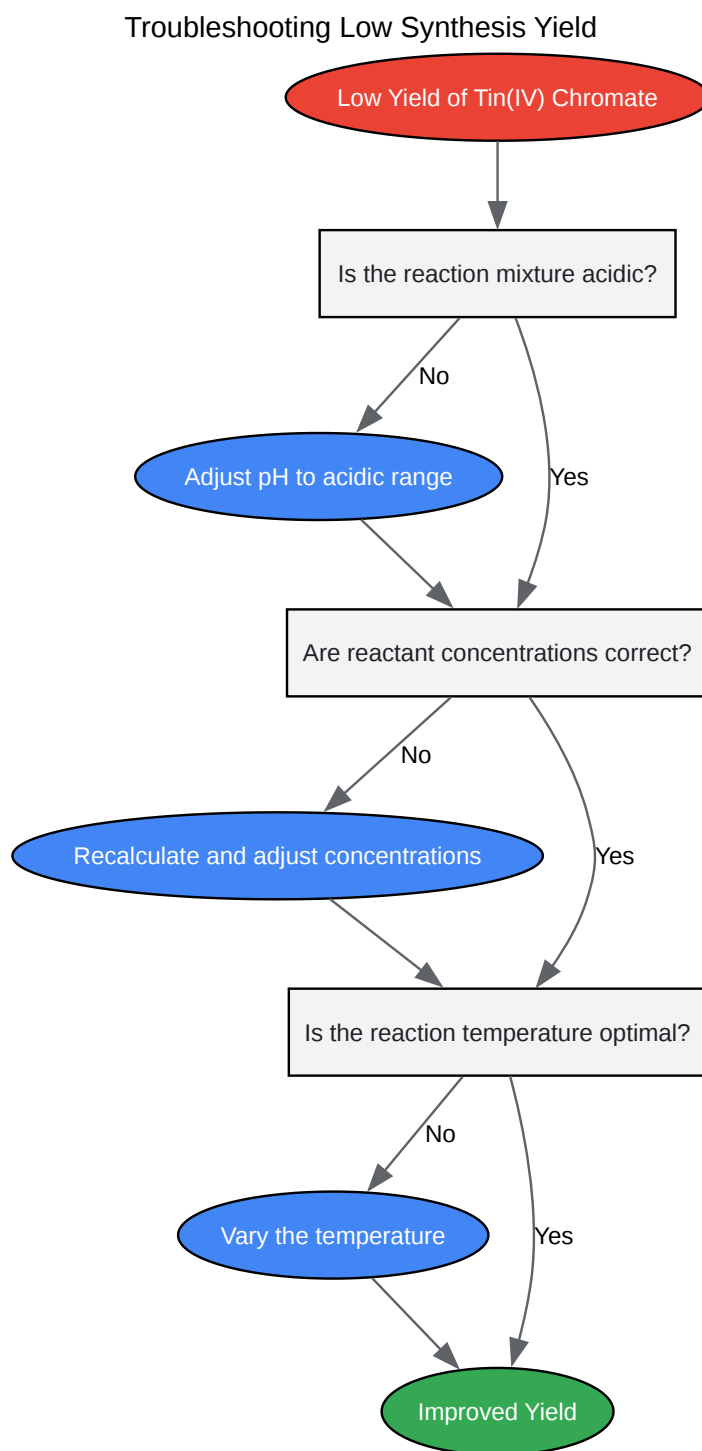 Troubleshooting Low Synthesis Yield
Low Yield of Tin(IV) Chromate
Is the reaction mixture acidic?
No
Adjust pH to acidic range
Yes
Are reactant concentrations correct?
No
Recalculate and adjust concentrations
Yes
Is the reaction temperature optimal?
No
Vary the temperature
Yes
Improved Yield